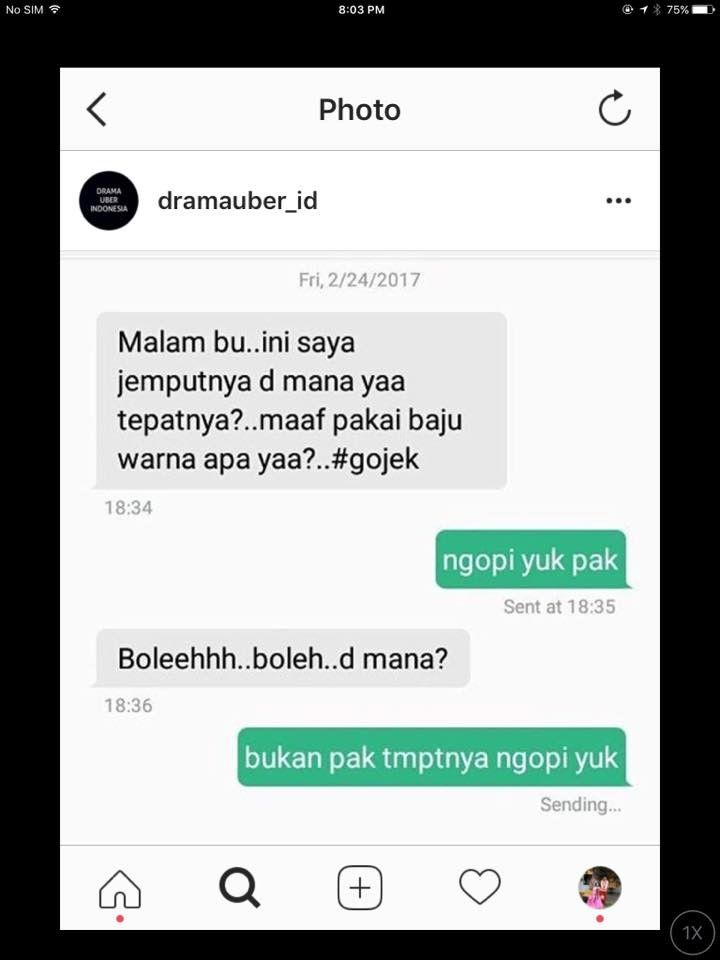 No SIM 8:03 PM 75%
Photo
DRAMA
UBER
INDONESIA
dramauber_id
Fri, 2/24/2017
Malam bu..ini saya
jemputnya d mana yaa
tepatnya?..maaf pakai baju
warna apa yaa?..#gojek
18:34
ngopi yuk pak
Sent at 18:35
Boleehhh..boleh..d mana?
18:36
bukan pak tmptnya ngopi yuk
Sending...
1X